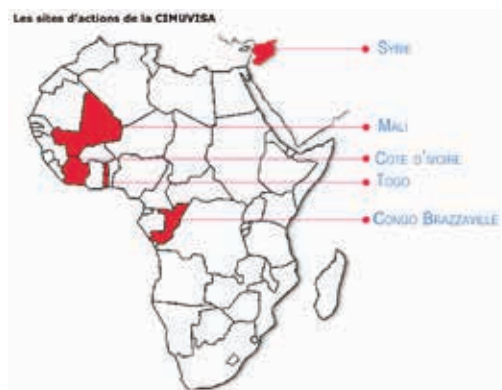 Les sites d'actions de la CIMUVISA
Syrie
Mali
Cote d'ivoire
Togo
Congo Brazzaville